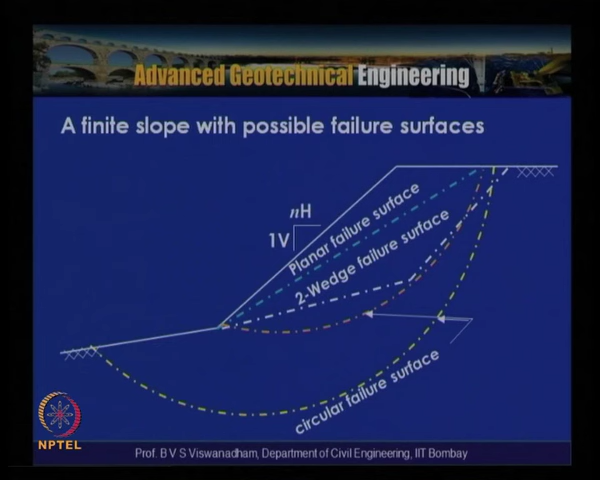 Advanced Geotechnical Engineering
A finite slope with possible failure surfaces
nH
1V
Planar failure surface
2-Wedge failure surface
circular failure surface
NPTEL
Prof. B V S Viswanadham, Department of Civil Engineering, IIT Bombay